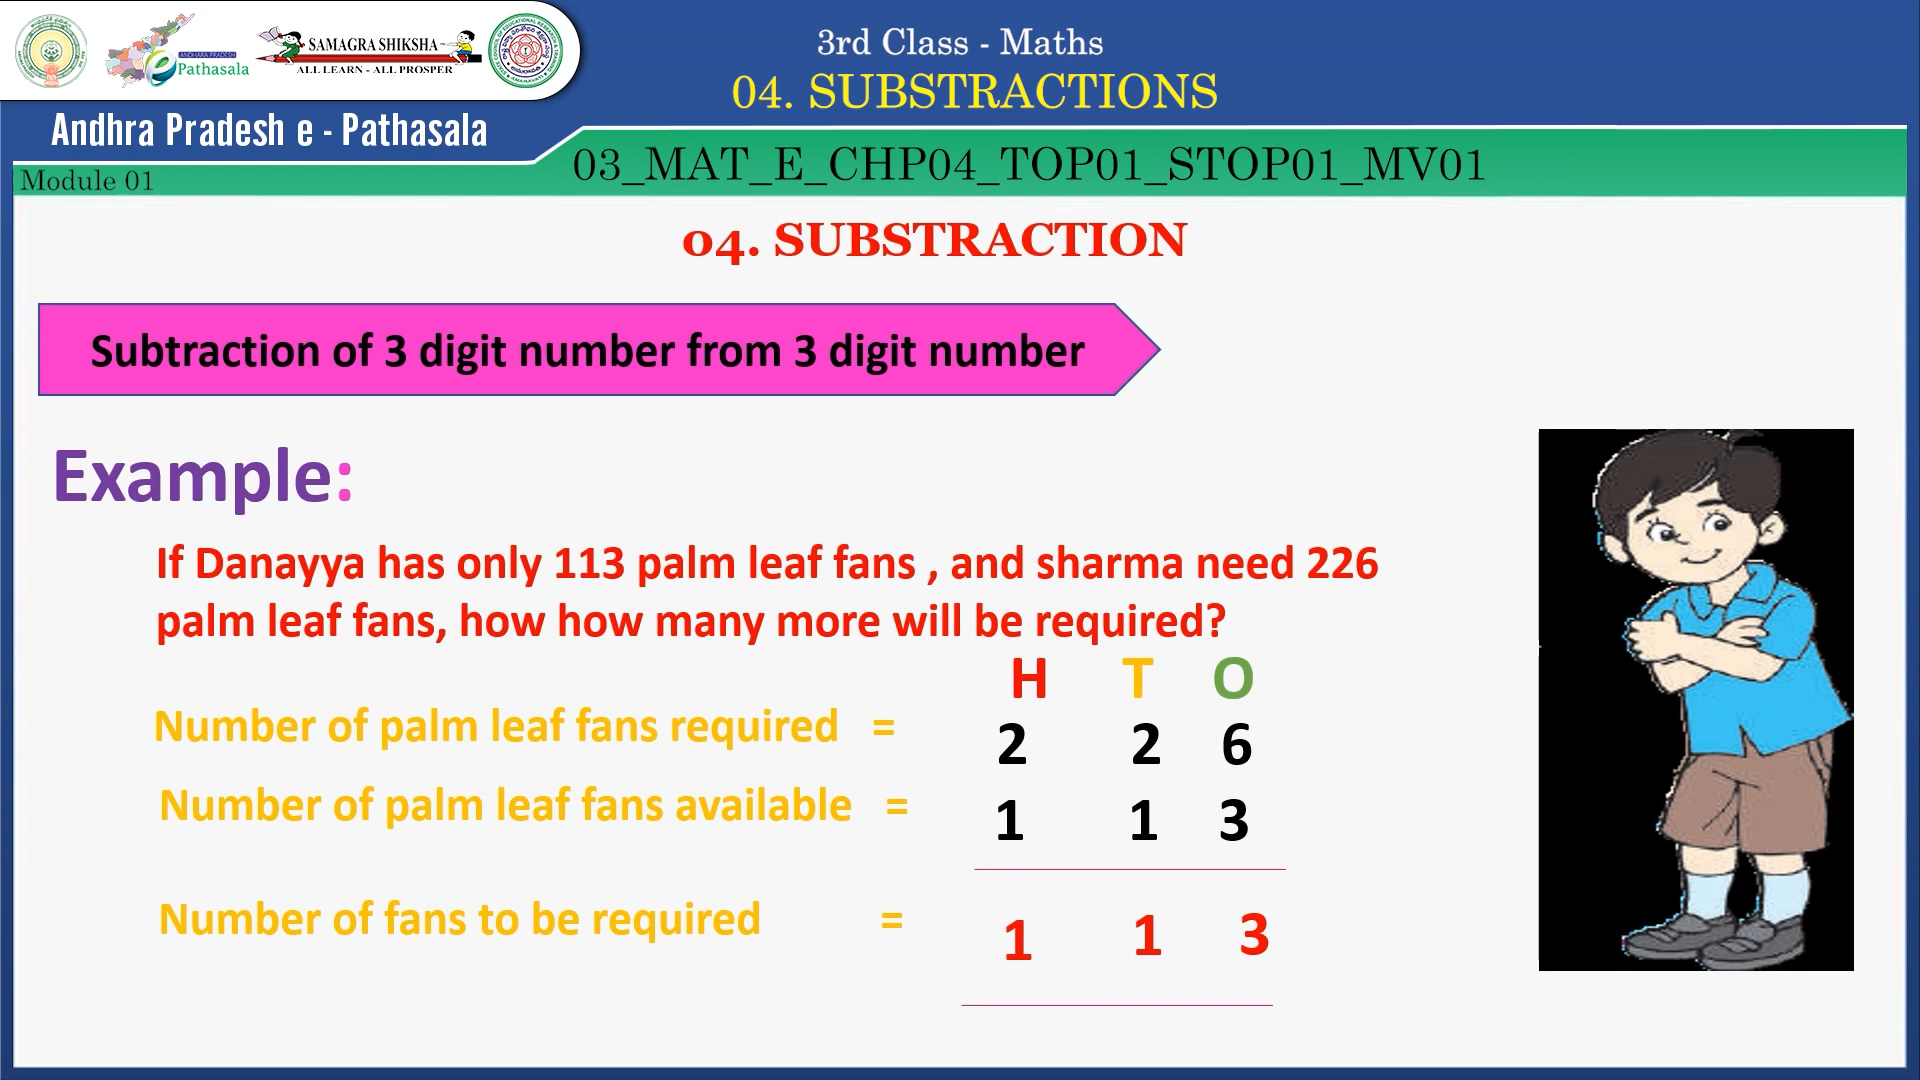 ANDHRA PRADESH
e Pathasala
SAMAGRA SHIKSHA
ALL LEARN - ALL PROSPER
3rd Class - Maths
04. SUBSTRACTIONS
Andhra Pradesh e - Pathasala
Module 01
03_MAT_E_CHP04_TOP01_STOP01_MV01
04. SUBSTRACTION
Subtraction of 3 digit number from 3 digit number
Example:
If Danayya has only 113 palm leaf fans , and sharma need 226
palm leaf fans, how how many more will be required?
H T O
Number of palm leaf fans required = 2 2 6
Number of palm leaf fans available = 1 1 3
Number of fans to be required = 1 1 3